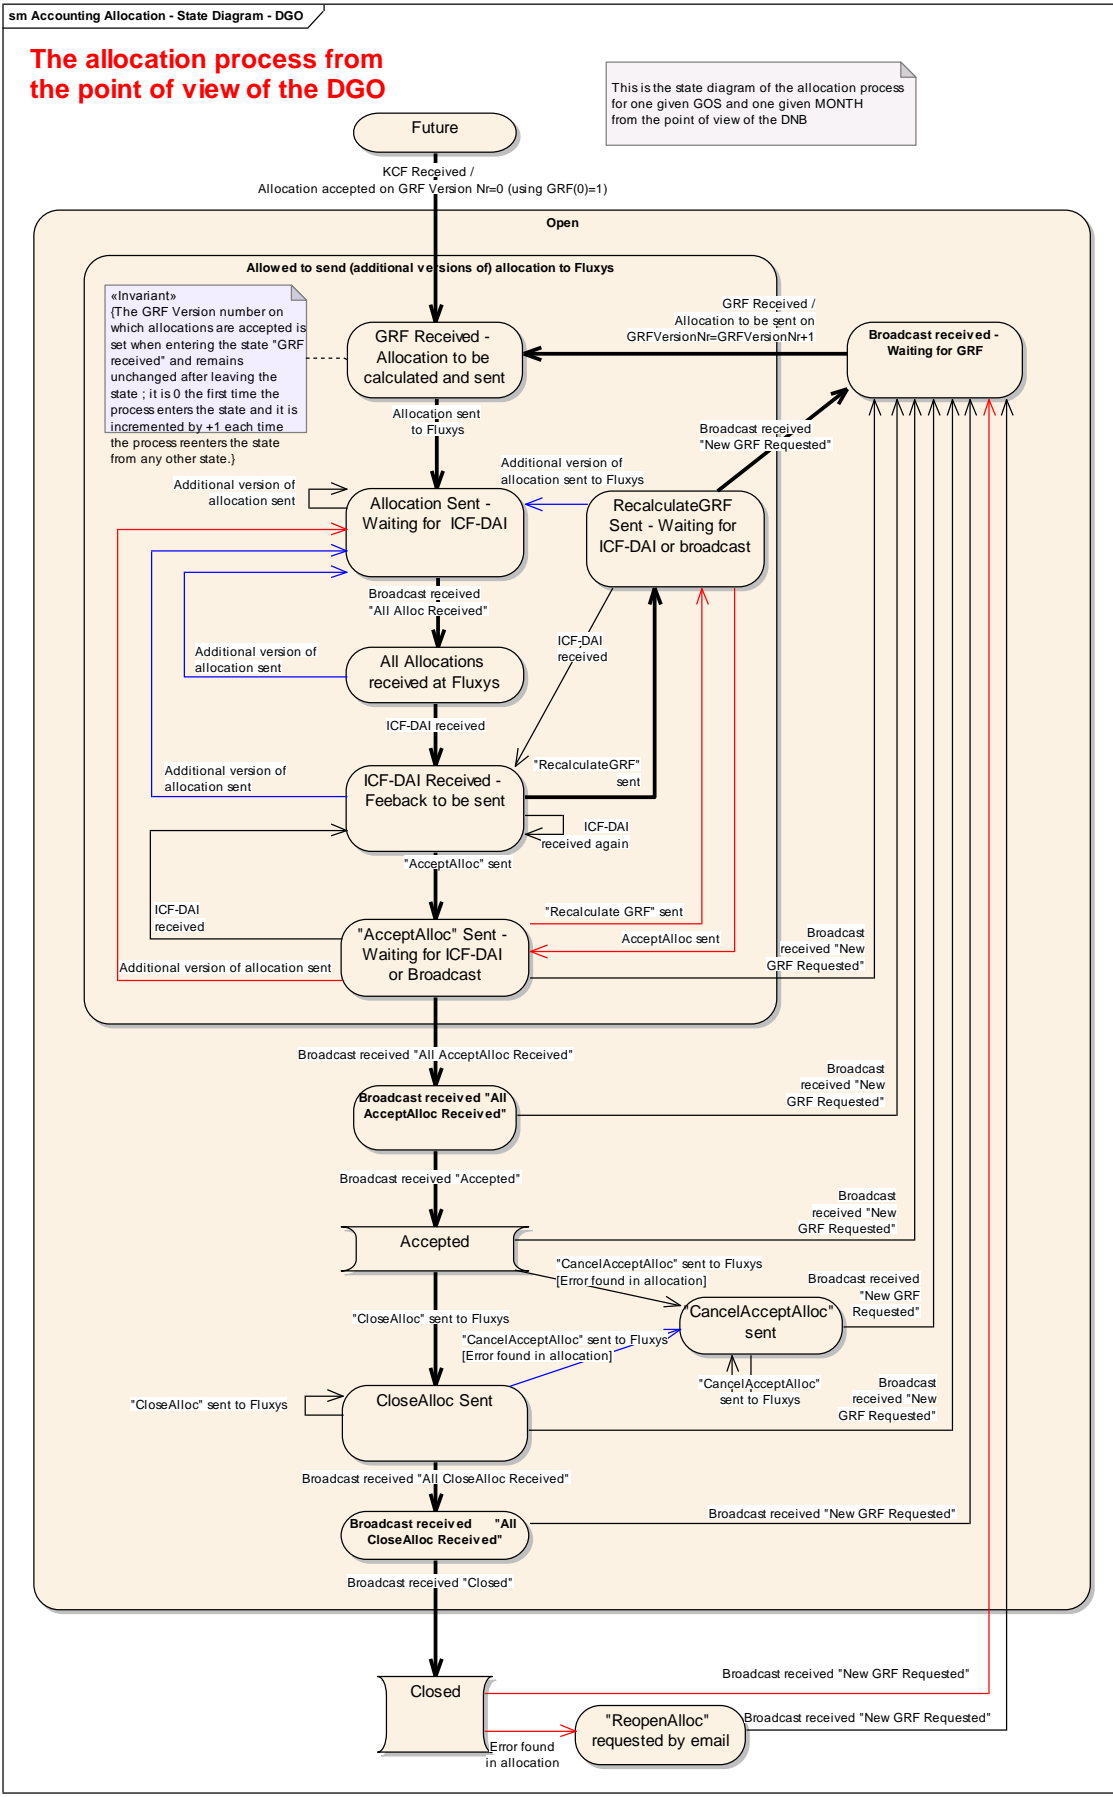 sm Accounting Allocation - State Diagram - DGO
The allocation process from
the point of view of the DGO
This is the state diagram of the allocation process
for one given GOS and one given MONTH
from the point of view of the DNB
Future
KCF Received /
Allocation accepted on GRF Version Nr=0 (using GRF(0)=1)
Open
Allowed to send (additional versions of) allocation to Fluxys
«Invariant»
{The GRF Version number on
which allocations are accepted is
set when entering the state "GRF
received" and remains
unchanged after leaving the
state ; it is 0 the first time the
process enters the state and it is
incremented by +1 each time
the process reenters the state
from any other state.}
GRF Received -
Allocation to be
calculated and sent
GRF Received /
Allocation to be sent on
GRFVersionNr=GRFVersionNr+1
Broadcast received -
Waiting for GRF
Allocation sent
to Fluxys
Broadcast received
"New GRF Requested"
Additional version of
allocation sent
Additional version of
allocation sent to Fluxys
Allocation Sent -
Waiting for ICF-DAI
RecalculateGRF
Sent - Waiting for
ICF-DAI or broadcast
Broadcast received
"All Alloc Received"
Additional version of
allocation sent
All Allocations
received at Fluxys
ICF-DAI
received
ICF-DAI received
Additional version of
allocation sent
ICF-DAI Received -
Feeback to be sent
"RecalculateGRF"
sent
ICF-DAI
received again
"AcceptAlloc" sent
ICF-DAI
received
"Recalculate GRF" sent
AcceptAlloc sent
"AcceptAlloc" Sent -
Waiting for ICF-DAI
or Broadcast
Additional version of allocation sent
Broadcast
received "New
GRF Requested"
Broadcast received "All AcceptAlloc Received"
Broadcast received "All
AcceptAlloc Received"
Broadcast
received "New
GRF Requested"
Broadcast received "Accepted"
Accepted
Broadcast
received "New
GRF Requested"
"CancelAcceptAlloc" sent to Fluxys
[Error found in allocation]
Broadcast received
"New GRF
Requested"
"CloseAlloc" sent to Fluxys
"CancelAcceptAlloc"
sent
"CancelAcceptAlloc" sent to Fluxys
[Error found in allocation]
"CancelAcceptAlloc"
sent to Fluxys
"CloseAlloc" sent to Fluxys
CloseAlloc Sent
Broadcast
received "New
GRF Requested"
Broadcast received "All CloseAlloc Received"
Broadcast received "All
CloseAlloc Received"
Broadcast received "New GRF Requested"
Broadcast received "Closed"
Closed
Broadcast received "New GRF Requested"
"ReopenAlloc"
requested by email
Broadcast received "New GRF Requested"
Error found
in allocation